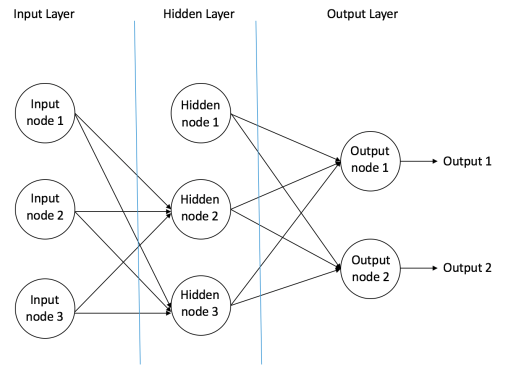 Input Layer
Hidden Layer
Output Layer
Input
node 1
Hidden
node 1
Output
node 1
Output 1
Input
node 2
Hidden
node 2
Output
node 2
Output 2
Input
node 3
Hidden
node 3